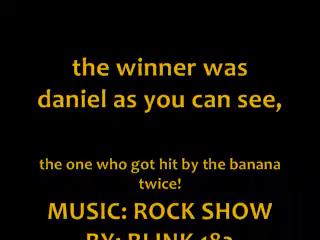 the winner was
daniel as you can see,
the one who got hit by the banana
twice!
MUSIC: ROCK SHOW
BY: BLINK 182